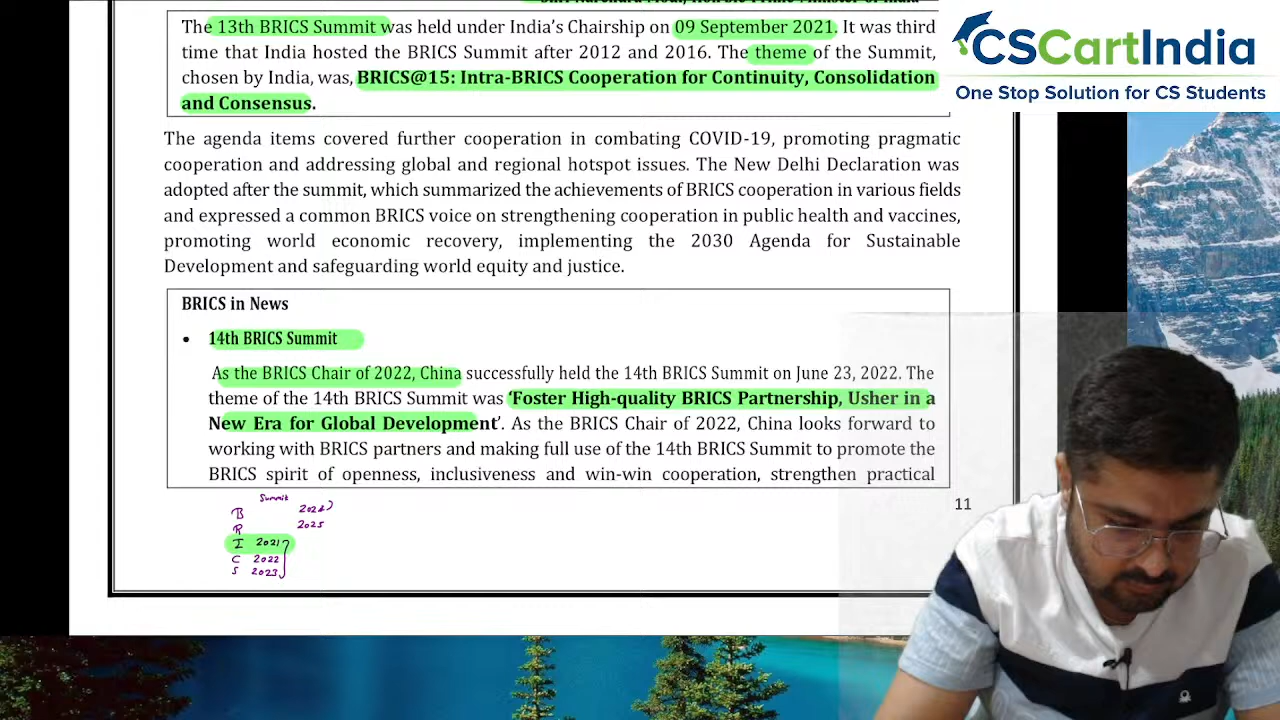 The 13th BRICS Summit was held under India’s Chairship on 09 September 2021. It was third
time that India hosted the BRICS Summit after 2012 and 2016. The theme of the Summit,
chosen by India, was, BRICS@15: Intra-BRICS Cooperation for Continuity, Consolidation
and Consensus.
CSCartIndia
One Stop Solution for CS Students
The agenda items covered further cooperation in combating COVID-19, promoting pragmatic
cooperation and addressing global and regional hotspot issues. The New Delhi Declaration was
adopted after the summit, which summarized the achievements of BRICS cooperation in various fields
and expressed a common BRICS voice on strengthening cooperation in public health and vaccines,
promoting world economic recovery, implementing the 2030 Agenda for Sustainable
Development and safeguarding world equity and justice.
BRICS in News
• 14th BRICS Summit
As the BRICS Chair of 2022, China successfully held the 14th BRICS Summit on June 23, 2022. The
theme of the 14th BRICS Summit was ‘Foster High-quality BRICS Partnership, Usher in a
New Era for Global Development’. As the BRICS Chair of 2022, China looks forward to
working with BRICS partners and making full use of the 14th BRICS Summit to promote the
BRICS spirit of openness, inclusiveness and win-win cooperation, strengthen practical
11
Summit
B 2024
R 2025
I 2021
C 2022
S 2023